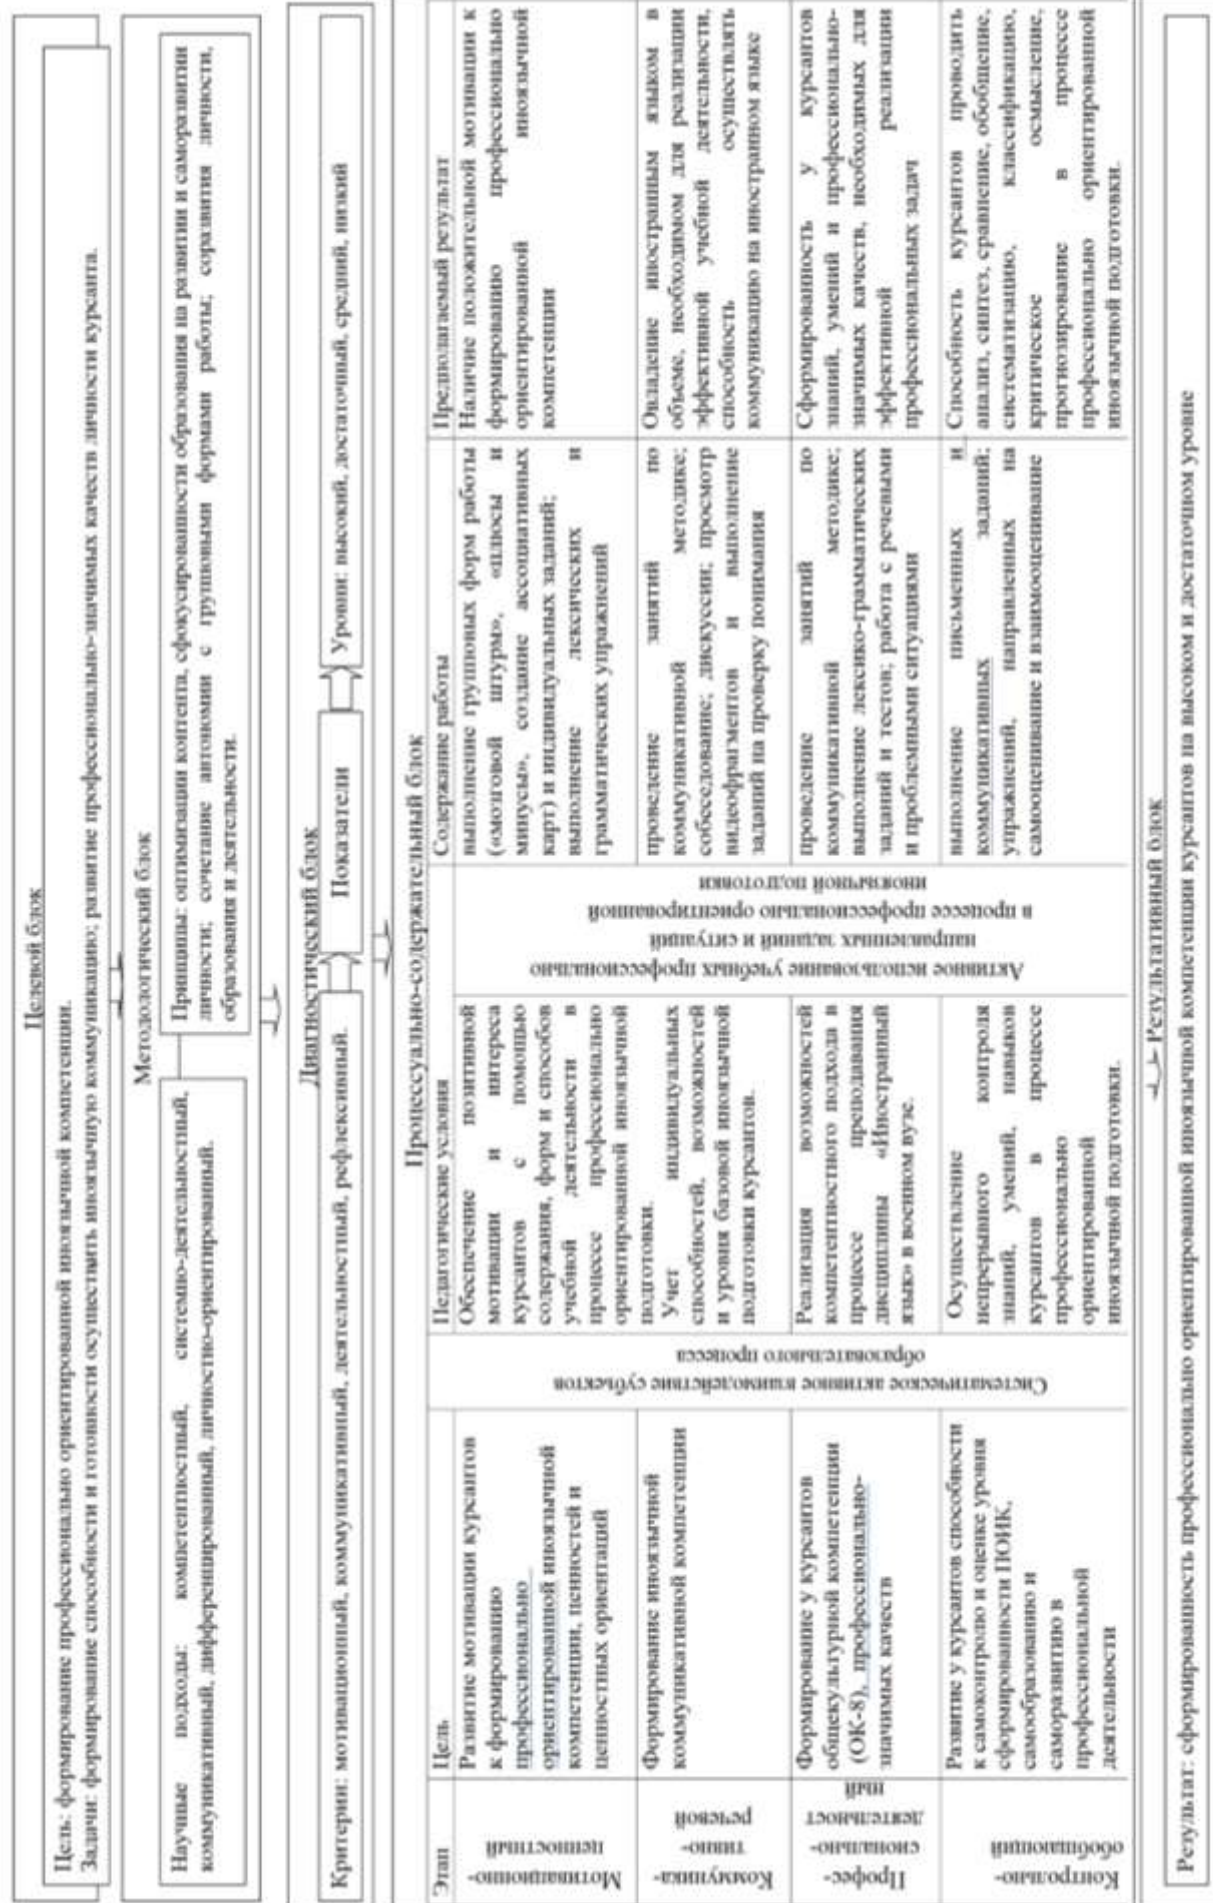 Целевой блок
Цель: формирование профессионально ориентированной иноязычной компетенции.
Задачи: формирование способности и готовности осуществить иноязычную коммуникацию; развитие профессионально-значимых качеств личности курсанта.
Методологический блок
Научные подходы: компетентностный, системно-деятельностный,
коммуникативный, дифференцированный, личностно-ориентированный.
Принципы: оптимизации контента, сфокусированности образования на развитии и саморазвитии
личности; сочетание автономии с групповыми формами работы; соразвития личности,
образования и деятельности.
Диагностический блок
Критерии: мотивационный, коммуникативный, деятельностный, рефлексивный.
Показатели
Уровни: высокий, достаточный, средний, низкий
Процессуально-содержательный блок
Этап
Цель
Педагогические условия
Содержание работы
Предполагаемый результат
Мотивационно-
ценностный
Развитие мотивации курсантов
к формированию
профессионально
ориентированной иноязычной
компетенции, ценностей и
ценностных ориентаций
Коммуника-
тивно-
речевой
Формирование иноязычной
коммуникативной компетенции
Професс-
сионально-
деятельност
ный
Формирование у курсантов
общекультурной компетенции
(ОК-8), профессионально-
значимых качеств
Контрольно-
обобщающий
Развитие у курсантов способности
к самоконтролю и оценке уровня
сформированности ПОИК,
самообразованию и
саморазвитию в
профессиональной
деятельности
Систематическое активное взаимодействие субъектов
образовательного процесса
Обеспечение позитивной
мотивации и интереса
курсантов с помощью
содержания, форм и способов
учебной деятельности в
процессе профессионально
ориентированной иноязычной
подготовки.
Учет индивидуальных
способностей, возможностей
и уровня базовой иноязычной
подготовки курсантов.
Реализация возможностей
компетентностного подхода в
процессе преподавания
дисциплины «Иностранный
язык» в военном вузе.
Осуществление
непрерывного контроля
знаний, умений, навыков
курсантов в процессе
профессионально
ориентированной
иноязычной подготовки.
Активное использование учебных профессионально
направленных заданий и ситуаций
в процессе профессионально ориентированной
иноязычной подготовки
выполнение групповых форм работы
(«мозговой штурм», «плюсы и
минусы», создание ассоциативных
карт) и индивидуальных заданий;
выполнение лексических и
грамматических упражнений
проведение занятий по
коммуникативной методике;
собеседование; дискуссии; просмотр
видеофрагментов и выполнение
заданий на проверку понимания
проведение занятий по
коммуникативной методике;
выполнение лексико-грамматических
заданий и тестов; работа с речевыми
и проблемными ситуациями
выполнение письменных и
коммуникативных заданий;
упражнений, направленных на
самооценивание и взаимооценивание
Наличие положительной мотивации к
формированию профессионально
ориентированной иноязычной
компетенции
Овладение иностранным языком в
объеме, необходимом для реализации
эффективной учебной деятельности,
способность осуществлять
коммуникацию на иностранном языке
Сформированность у курсантов
знаний, умений и профессионально-
значимых качеств, необходимых для
эффективной реализации
профессиональных задач
Способность курсантов проводить
анализ, синтез, сравнение, обобщение,
систематизацию, классификацию,
критическое осмысление,
прогнозирование в процессе
профессионально ориентированной
иноязычной подготовки.
Результативный блок
Результат: сформированность профессионально ориентированной иноязычной компетенции курсантов на высоком и достаточном уровне